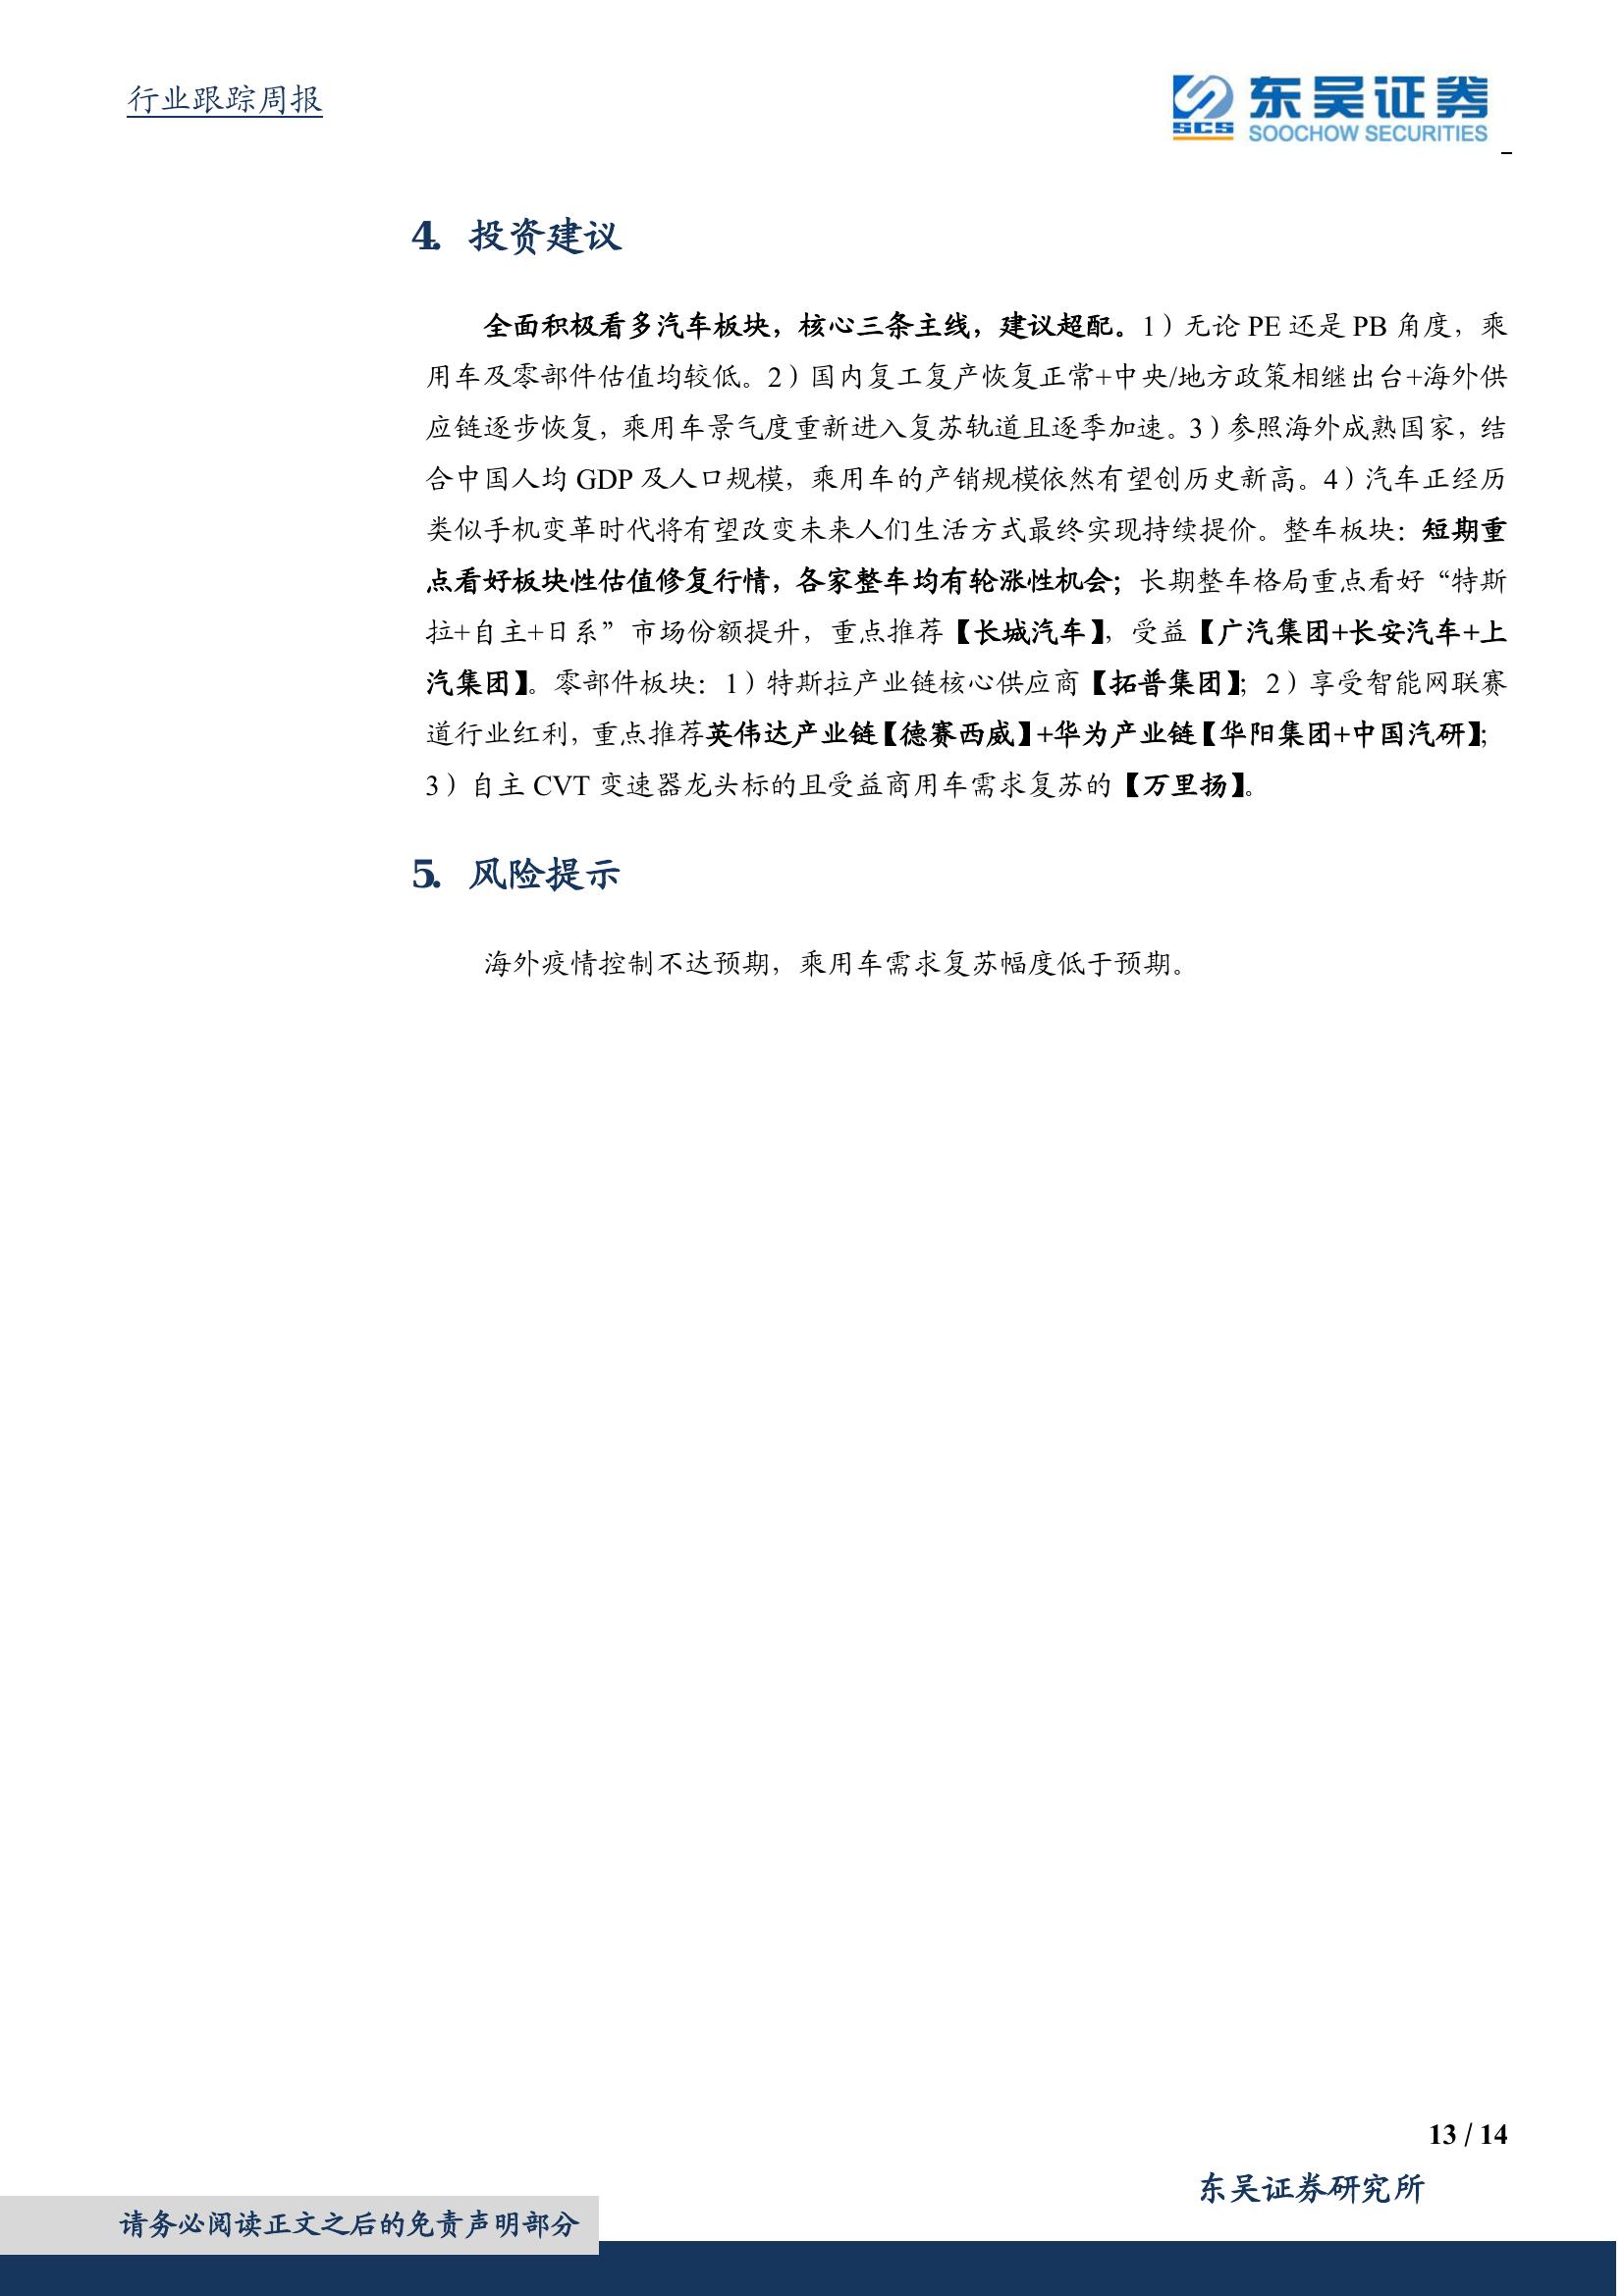 行业跟踪周报
SCS
东吴证券
SOOCHOW SECURITIES
4. 投资建议
全面积极看多汽车板块，核心三条主线，建议超配。1）无论 PE 还是 PB 角度，乘
用车及零部件估值均较低。2）国内复工复产恢复正常+中央/地方政策相继出台+海外供
应链逐步恢复，乘用车景气度重新进入复苏轨道且逐季加速。3）参照海外成熟国家，结
合中国人均 GDP 及人口规模，乘用车的产销规模依然有望创历史新高。4）汽车正经历
类似手机变革时代将有望改变未来人们生活方式最终实现持续提价。整车板块：短期重
点看好板块性估值修复行情，各家整车均有轮涨性机会；长期整车格局重点看好“特斯
拉+自主+日系”市场份额提升，重点推荐【长城汽车】，受益【广汽集团+长安汽车+上
汽集团】。零部件板块：1）特斯拉产业链核心供应商【拓普集团】；2）享受智能网联赛
道行业红利，重点推荐英伟达产业链【德赛西威】+华为产业链【华阳集团+中国汽研】；
3）自主 CVT 变速器龙头标的且受益商用车需求复苏的【万里扬】。
5. 风险提示
海外疫情控制不达预期，乘用车需求复苏幅度低于预期。
13 / 14
东吴证券研究所
请务必阅读正文之后的免责声明部分